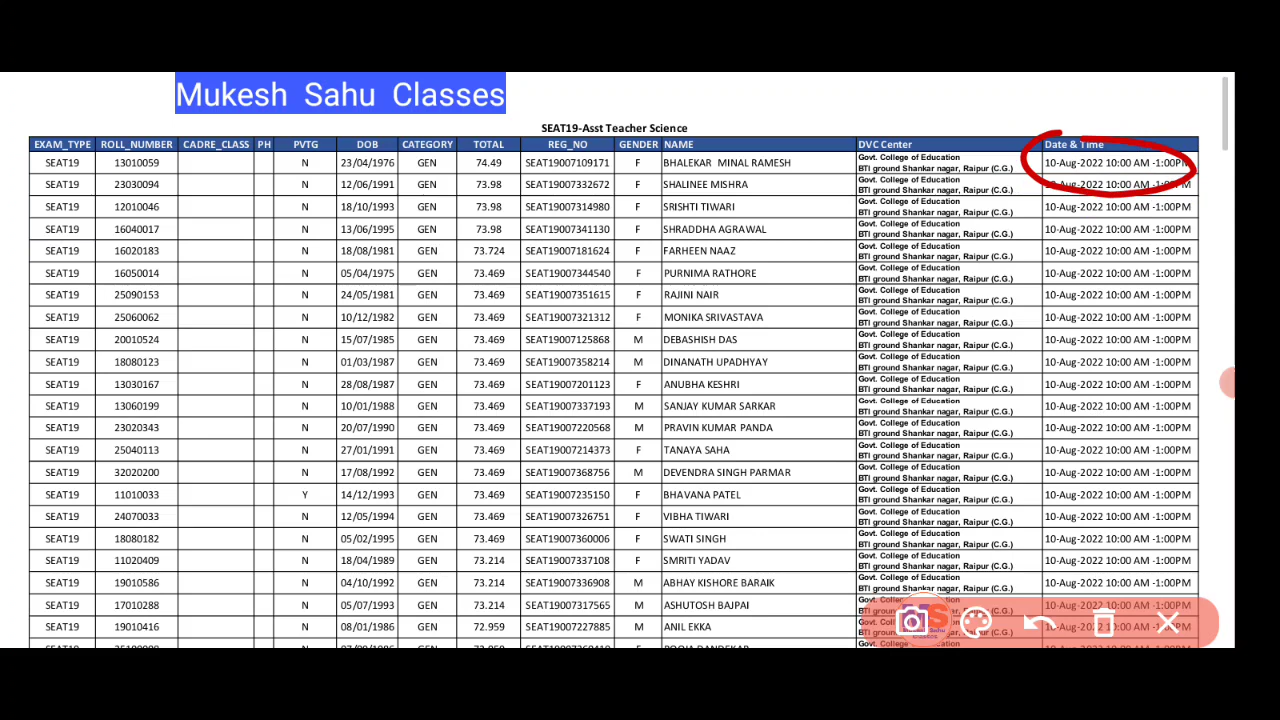 Mukesh Sahu Classes
SEAT19-Asst Teacher Science
EXAM_TYPE ROLL_NUMBER CADRE_CLASS PH PVTG DOB CATEGORY TOTAL REG_NO GENDER NAME DVC Center Date & Time
SEAT19 13010059 N 23/04/1976 GEN 74.49 SEAT19007109171 F BHALEKAR MINAL RAMESH Govt. College of Education BTI ground Shankar nagar, Raipur (C.G.) 10-Aug-2022 10:00 AM -1:00PM
SEAT19 23030094 N 12/06/1991 GEN 73.98 SEAT19007332672 F SHALINEE MISHRA Govt. College of Education BTI ground Shankar nagar, Raipur (C.G.) 10-Aug-2022 10:00 AM -1:00PM
SEAT19 12010046 N 18/10/1993 GEN 73.98 SEAT19007314980 F SRISHTI TIWARI Govt. College of Education BTI ground Shankar nagar, Raipur (C.G.) 10-Aug-2022 10:00 AM -1:00PM
SEAT19 16040017 N 13/06/1995 GEN 73.98 SEAT19007341130 F SHRADDHA AGRAWAL Govt. College of Education BTI ground Shankar nagar, Raipur (C.G.) 10-Aug-2022 10:00 AM -1:00PM
SEAT19 16020183 N 18/08/1981 GEN 73.724 SEAT19007181624 F FARHEEN NAAZ Govt. College of Education BTI ground Shankar nagar, Raipur (C.G.) 10-Aug-2022 10:00 AM -1:00PM
SEAT19 16050014 N 05/04/1975 GEN 73.469 SEAT19007344540 F PURNIMA RATHORE Govt. College of Education BTI ground Shankar nagar, Raipur (C.G.) 10-Aug-2022 10:00 AM -1:00PM
SEAT19 25090153 N 24/05/1981 GEN 73.469 SEAT19007351615 F RAJINI NAIR Govt. College of Education BTI ground Shankar nagar, Raipur (C.G.) 10-Aug-2022 10:00 AM -1:00PM
SEAT19 25060062 N 10/12/1982 GEN 73.469 SEAT19007321312 F MONIKA SRIVASTAVA Govt. College of Education BTI ground Shankar nagar, Raipur (C.G.) 10-Aug-2022 10:00 AM -1:00PM
SEAT19 20010524 N 15/07/1985 GEN 73.469 SEAT19007125868 M DEBASHISH DAS Govt. College of Education BTI ground Shankar nagar, Raipur (C.G.) 10-Aug-2022 10:00 AM -1:00PM
SEAT19 18080123 N 01/03/1987 GEN 73.469 SEAT19007358214 M DINANATH UPADHYAY Govt. College of Education BTI ground Shankar nagar, Raipur (C.G.) 10-Aug-2022 10:00 AM -1:00PM
SEAT19 13030167 N 28/08/1987 GEN 73.469 SEAT19007201123 F ANUBHA KESHRI Govt. College of Education BTI ground Shankar nagar, Raipur (C.G.) 10-Aug-2022 10:00 AM -1:00PM
SEAT19 13060199 N 10/01/1988 GEN 73.469 SEAT19007337193 M SANJAY KUMAR SARKAR Govt. College of Education BTI ground Shankar nagar, Raipur (C.G.) 10-Aug-2022 10:00 AM -1:00PM
SEAT19 23020343 N 20/07/1990 GEN 73.469 SEAT19007220568 M PRAVIN KUMAR PANDA Govt. College of Education BTI ground Shankar nagar, Raipur (C.G.) 10-Aug-2022 10:00 AM -1:00PM
SEAT19 25040113 N 27/01/1991 GEN 73.469 SEAT19007214373 F TANAYA SAHA Govt. College of Education BTI ground Shankar nagar, Raipur (C.G.) 10-Aug-2022 10:00 AM -1:00PM
SEAT19 32020200 N 17/08/1992 GEN 73.469 SEAT19007368756 M DEVENDRA SINGH PARMAR Govt. College of Education BTI ground Shankar nagar, Raipur (C.G.) 10-Aug-2022 10:00 AM -1:00PM
SEAT19 11010033 Y 14/12/1993 GEN 73.469 SEAT19007235150 F BHAVANA PATEL Govt. College of Education BTI ground Shankar nagar, Raipur (C.G.) 10-Aug-2022 10:00 AM -1:00PM
SEAT19 24070033 N 12/05/1994 GEN 73.469 SEAT19007326751 F VIBHA TIWARI Govt. College of Education BTI ground Shankar nagar, Raipur (C.G.) 10-Aug-2022 10:00 AM -1:00PM
SEAT19 18080182 N 05/02/1995 GEN 73.469 SEAT19007360006 F SWATI SINGH Govt. College of Education BTI ground Shankar nagar, Raipur (C.G.) 10-Aug-2022 10:00 AM -1:00PM
SEAT19 11020409 N 18/04/1989 GEN 73.214 SEAT19007337108 F SMRITI YADAV Govt. College of Education BTI ground Shankar nagar, Raipur (C.G.) 10-Aug-2022 10:00 AM -1:00PM
SEAT19 19010586 N 04/10/1992 GEN 73.214 SEAT19007336908 M ABHAY KISHORE BARAIK Govt. College of Education BTI ground Shankar nagar, Raipur (C.G.) 10-Aug-2022 10:00 AM -1:00PM
SEAT19 17010288 N 05/07/1993 GEN 73.214 SEAT19007317565 M ASHUTOSH BAJPAI Raipur (C.G.) 10-Aug-2022 10:00 AM -1:00PM
SEAT19 19010416 N 08/01/1986 GEN 72.959 SEAT19007227885 M ANIL EKKA Raipur (C.G.) 10:00 AM -1:00PM